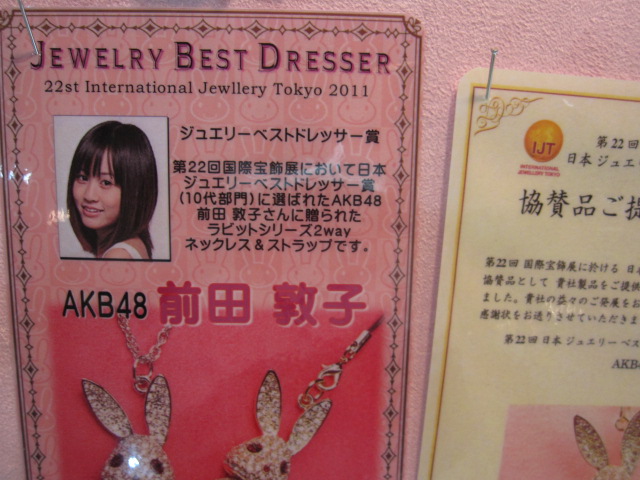 JEWELRY BEST DRESSER
22st International Jewllery Tokyo 2011
ジュエリーベストドレッサー賞
第22回国際宝飾展において日本
ジュエリーベストドレッサー賞
(10代部門)に選ばれたAKB48
前田 敦子さんに贈られた
ラビットシリーズ2way
ネックレス＆ストラップです。
AKB48 前田 敦子
IJT
INTERNATIONAL
JEWELLERY TOKYO
第22回
日本ジュエ
協賛品ご提
第22回 国際宝飾展に於ける 日
協賛品として 貴社製品をご提供
ました。貴社の益々のご発展をお
感謝状をお送りさせていただきま
第22回 日本 ジュエリー ベス
AKB